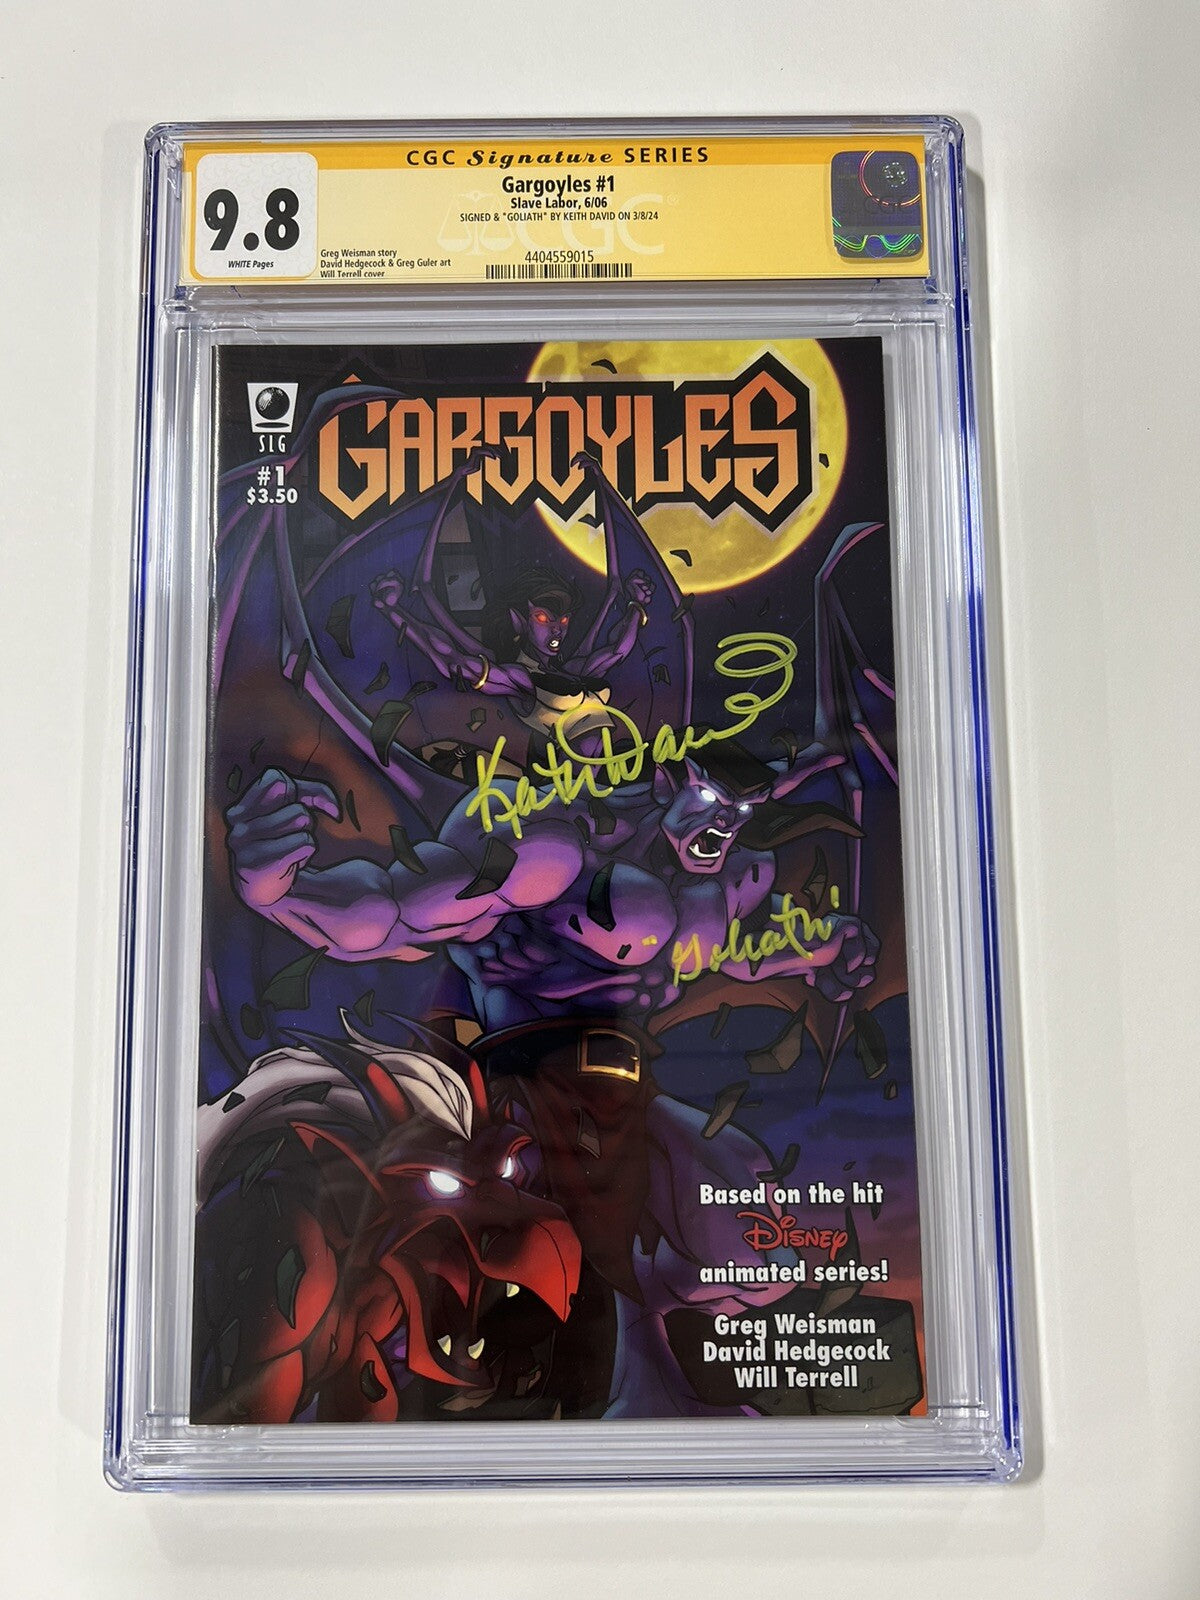 CGC Signature SERIES
Gargoyles #1
Slave Labor, 6/06
SIGNED & "GOLIATH" BY KEITH DAVID ON 3/8/24
9.8
WHITE Pages
Greg Weisman story
David Hedgecock & Greg Guler art
Will Terrell cover
4404559015
CGC
GARGOYLES
SLG
#1
$3.50
Keith David
"Goliath"
Based on the hit
Disney
animated series!
Greg Weisman
David Hedgecock
Will Terrell